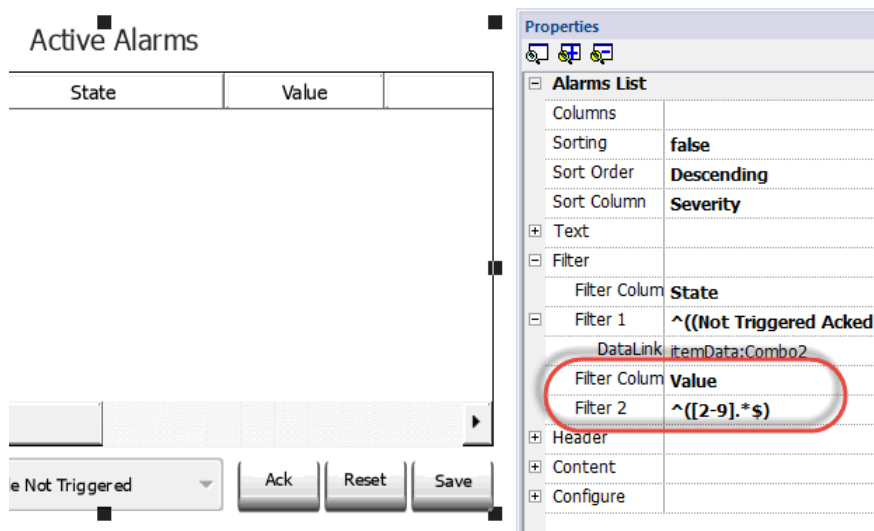 Active Alarms
State Value
e Not Triggered
Ack Reset Save
Properties
Alarms List
Columns
Sorting false
Sort Order Descending
Sort Column Severity
Text
Filter
Filter Colum State
Filter 1 ^((Not Triggered Acked
DataLink itemData:Combo2
Filter Colum Value
Filter 2 ^([2-9].*$)
Header
Content
Configure